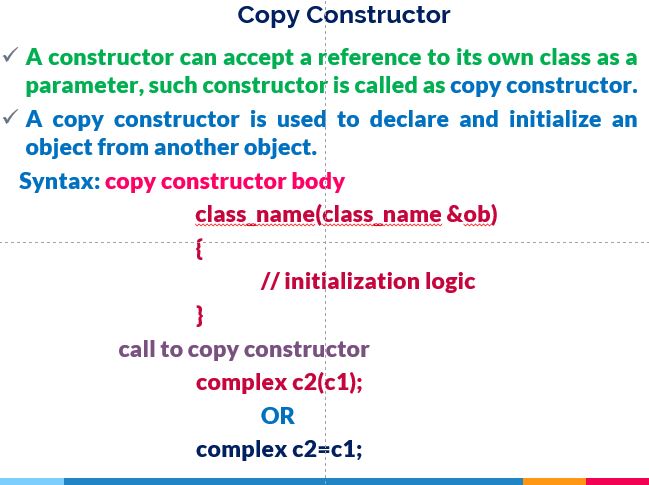 Copy Constructor
✓ A constructor can accept a reference to its own class as a
parameter, such constructor is called as copy constructor.
✓ A copy constructor is used to declare and initialize an
object from another object.
Syntax: copy constructor body
class_name(class_name &ob)
{
// initialization logic
}
call to copy constructor
complex c2(c1);
OR
complex c2=c1;